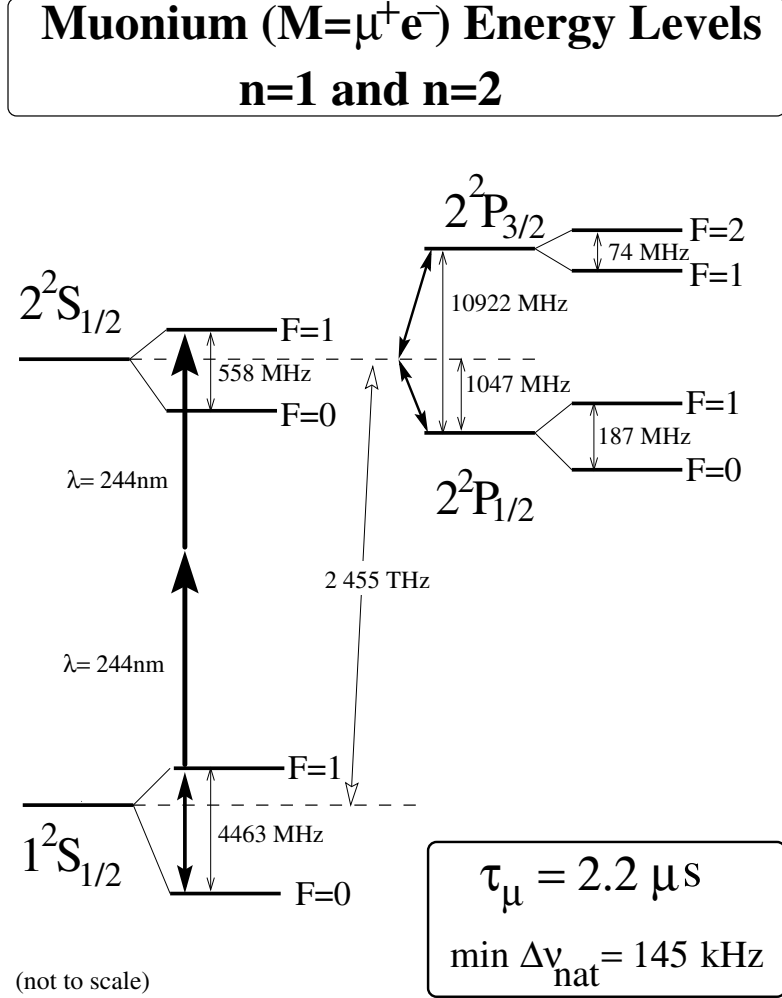 Muonium (M=μ⁺e⁻) Energy Levels
n=1 and n=2
2²P₃/₂
F=2
74 MHz
F=1
10922 MHz
2²S₁/₂
F=1
558 MHz
F=0
1047 MHz
F=1
187 MHz
F=0
2²P₁/₂
λ= 244nm
2 455 THz
λ= 244nm
F=1
4463 MHz
1²S₁/₂
F=0
τ_μ = 2.2 μs
min Δν_nat = 145 kHz
(not to scale)